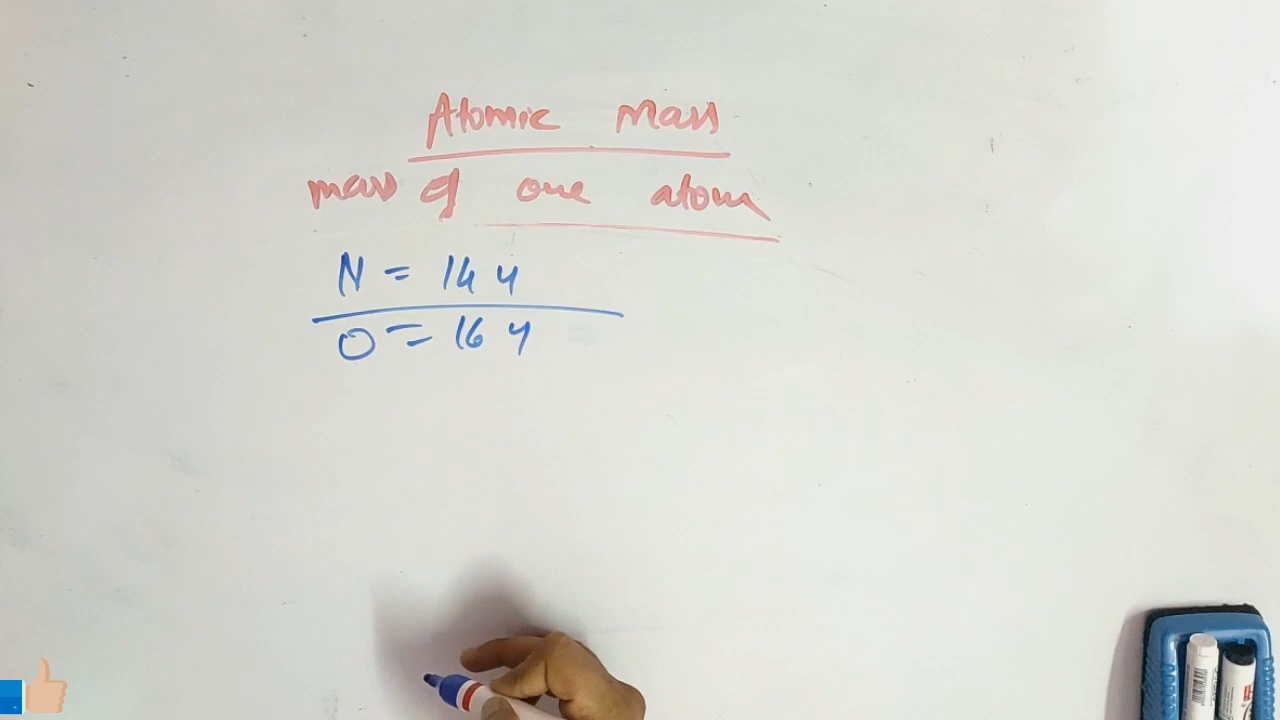 Atomic Mass
mass of one atom
N = 14 u
O = 16 u